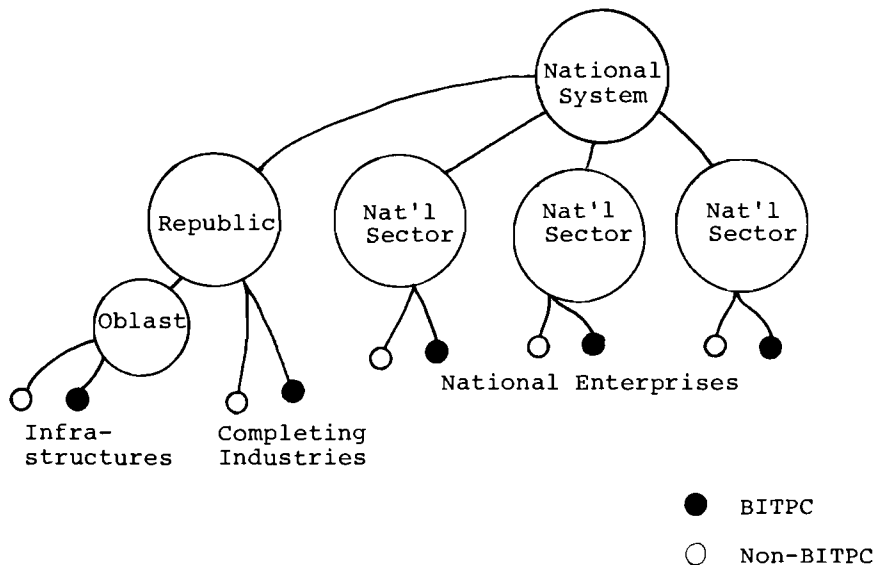 National
System
Republic
Nat'l
Sector
Nat'l
Sector
Nat'l
Sector
Oblast
National Enterprises
Infra-
structures
Completing
Industries
BITPC
Non-BITPC